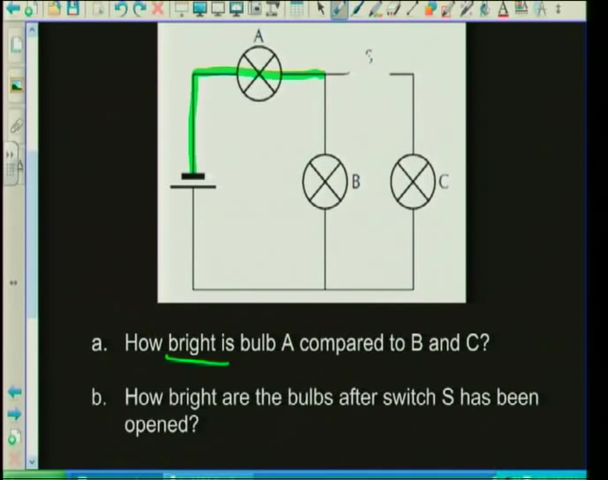 A
S
B
C
a. How bright is bulb A compared to B and C?
b. How bright are the bulbs after switch S has been
opened?